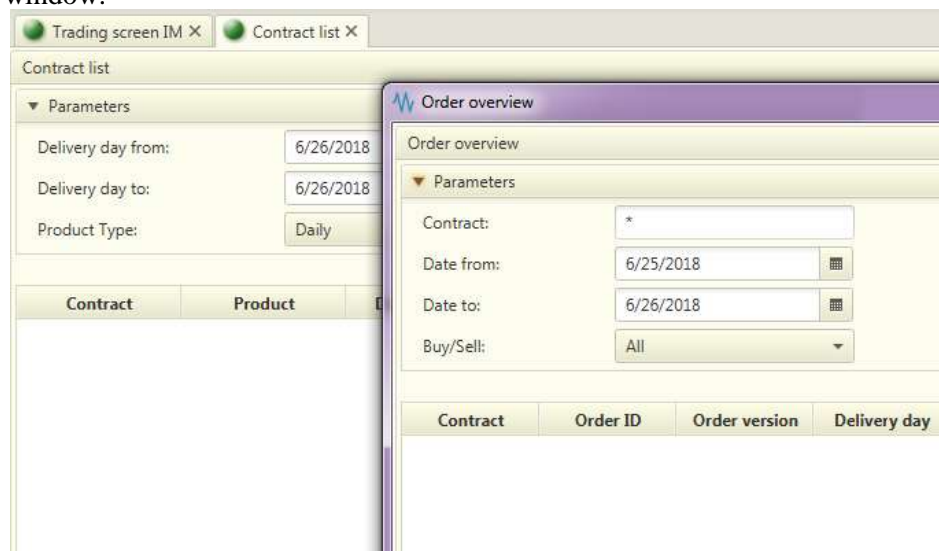 window.
Trading screen IM Contract list
Contract list
Parameters
Delivery day from: 6/26/2018
Delivery day to: 6/26/2018
Product Type: Daily
Contract Product
Order overview
Order overview
Parameters
Contract: *
Date from: 6/25/2018
Date to: 6/26/2018
Buy/Sell: All
Contract Order ID Order version Delivery day